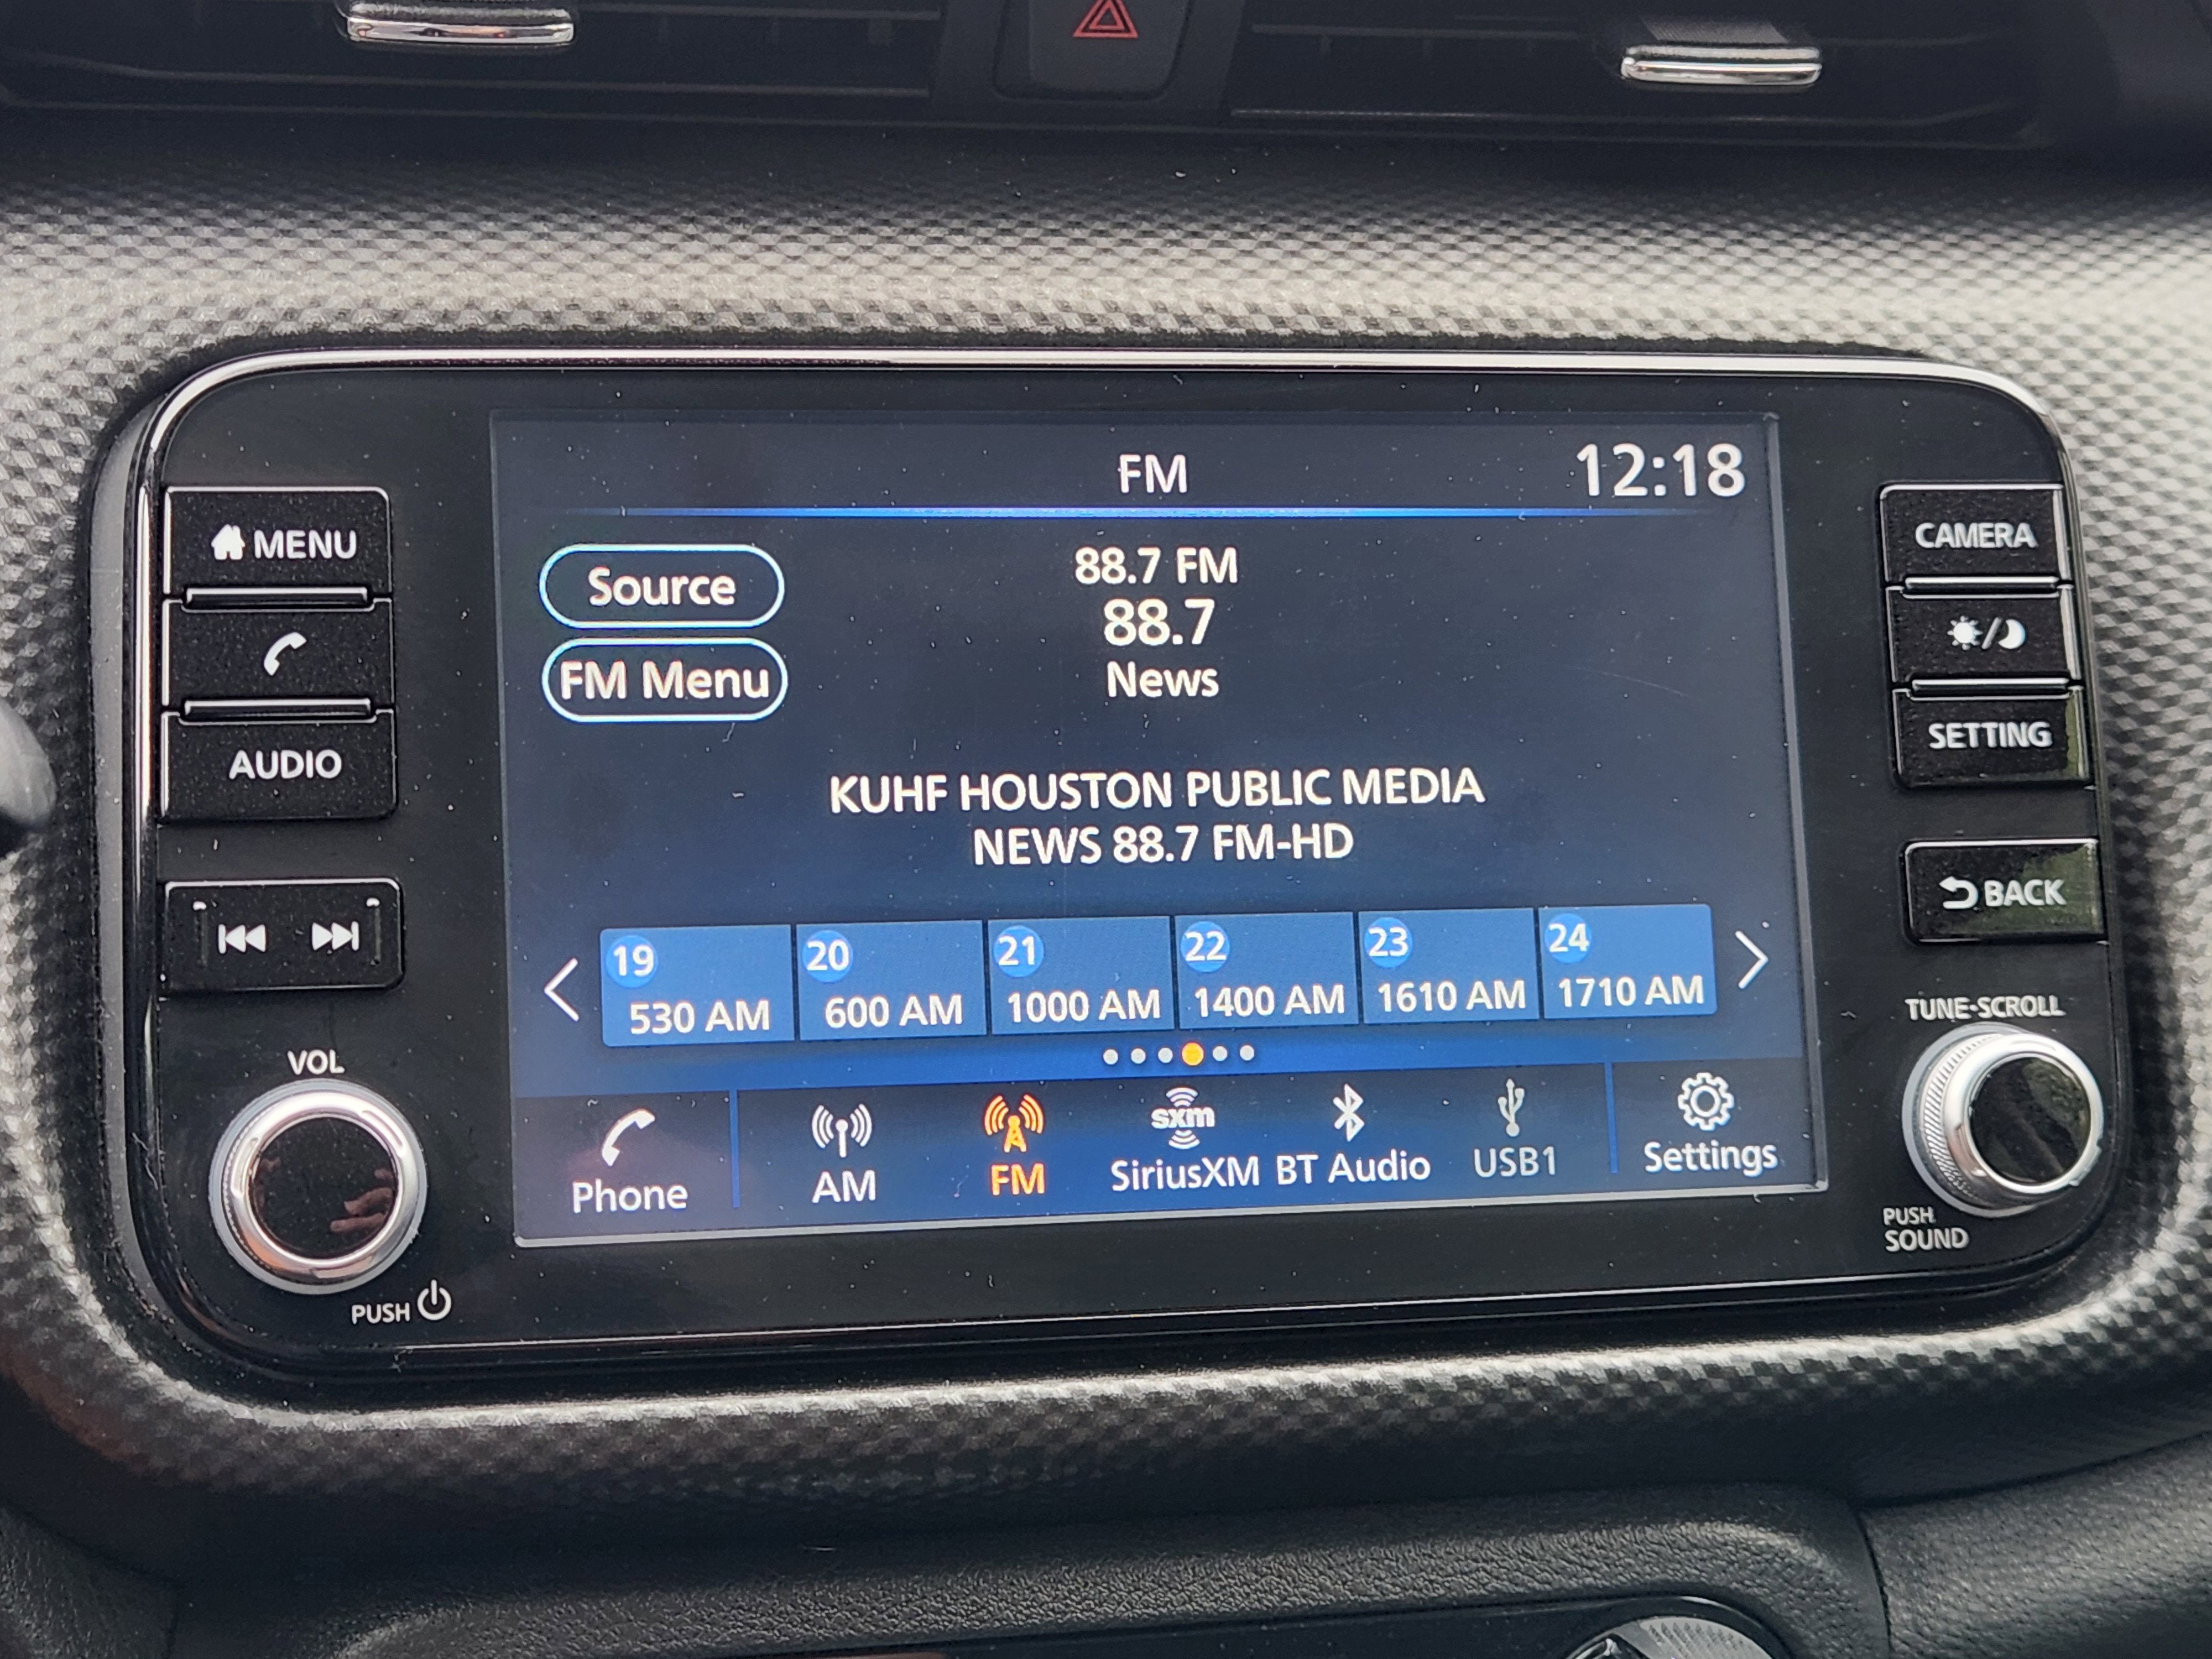 FM
12:18
MENU
CAMERA
Source
88.7 FM
88.7
FM Menu
News
SETTING
AUDIO
KUHF HOUSTON PUBLIC MEDIA
NEWS 88.7 FM-HD
BACK
19
20
21
22
23
24
530 AM
600 AM
1000 AM
1400 AM
1610 AM
1710 AM
TUNE-SCROLL
VOL
sxm
Phone
AM
FM
SiriusXM
BT Audio
USB1
Settings
PUSH
SOUND
PUSH